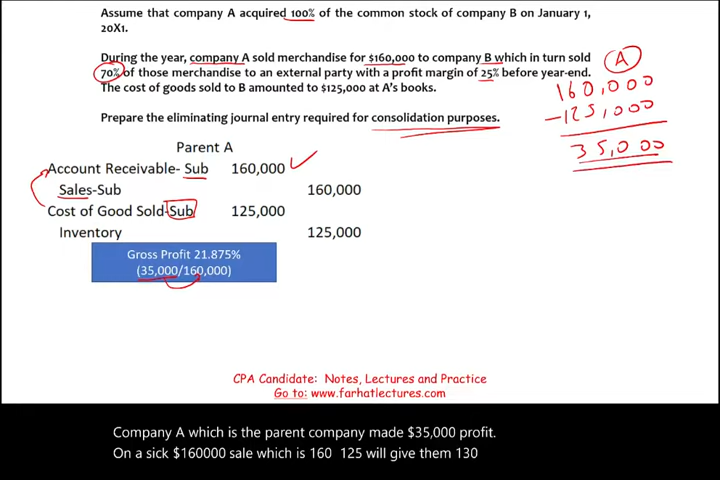 Assume that company A acquired 100% of the common stock of company B on January 1,
20X1.
During the year, company A sold merchandise for $160,000 to company B which in turn sold
70% of those merchandise to an external party with a profit margin of 25% before year-end.
The cost of goods sold to B amounted to $125,000 at A's books.
Prepare the eliminating journal entry required for consolidation purposes.
A
160,000
-125,000
35,000
Parent A
Account Receivable- Sub 160,000
Sales-Sub 160,000
Cost of Good Sold-Sub 125,000
Inventory 125,000
Gross Profit 21.875%
(35,000/160,000)
CPA Candidate: Notes, Lectures and Practice
Go to: www.farhatlectures.com
Company A which is the parent company made $35,000 profit.
On a sick $160000 sale which is 160 125 will give them 130